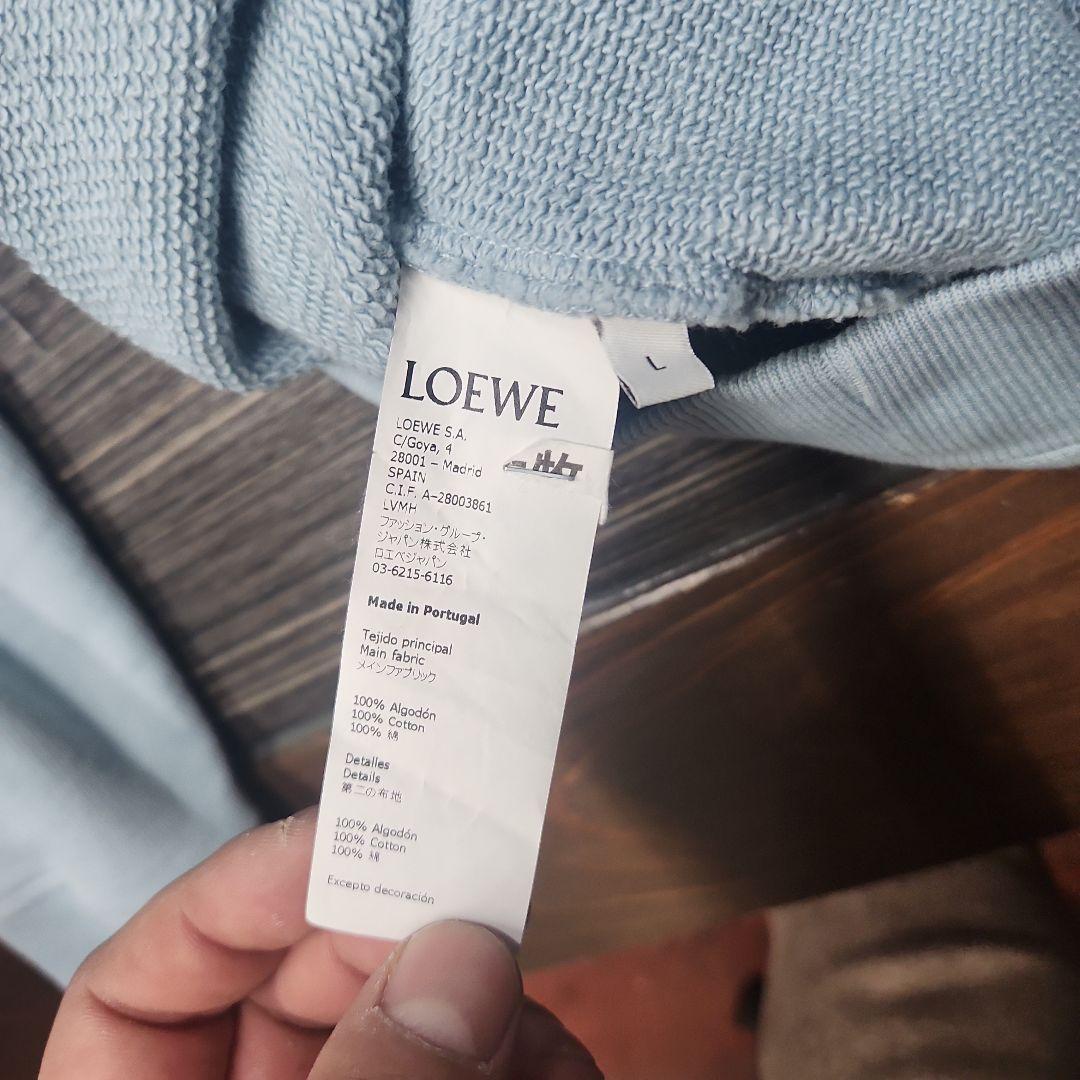 LOEWE
LOEWE S.A.
C/Goya, 4
28001 – Madrid
SPAIN
C.I.F. A-28003861
LVMH
ファッション・グループ・
ジャパン株式会社
ロエベジャパン
03-6215-6116
Made in Portugal
Tejido principal
Main fabric
メインファブリック
100% Algodón
100% Cotton
100% 綿
Detalles
Details
第二の布地
100% Algodón
100% Cotton
100% 綿
Excepto decoración
L